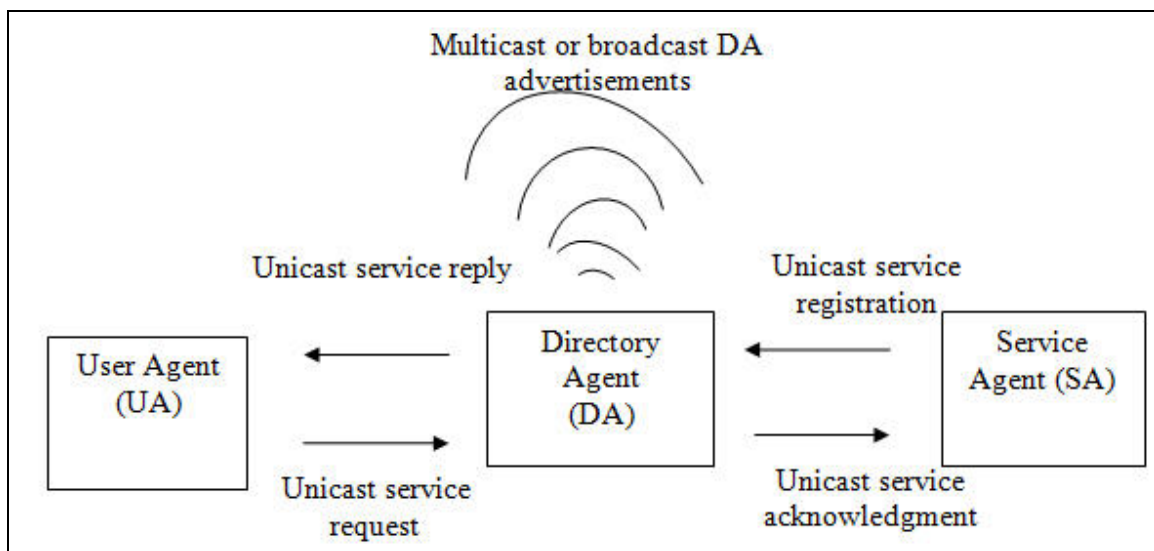 Multicast or broadcast DA
advertisements
Unicast service reply
Unicast service
registration
User Agent
(UA)
Directory
Agent
(DA)
Service
Agent (SA)
Unicast service
request
Unicast service
acknowledgment